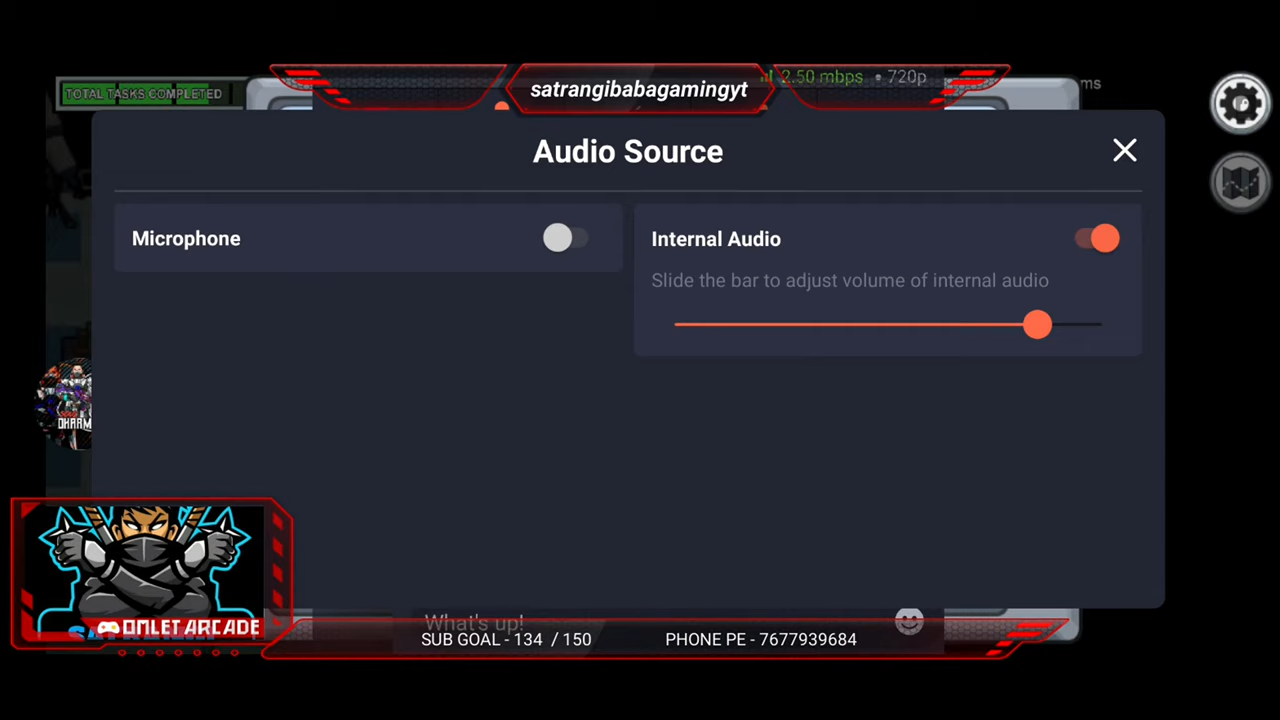 TOTAL TASKS COMPLETED
satrangibabagamingyt
2.50 mbps • 720p
ms
Audio Source
Microphone
Internal Audio
Slide the bar to adjust volume of internal audio
OMLET ARCADE
What's up!
SUB GOAL - 134 / 150
PHONE PE - 7677939684